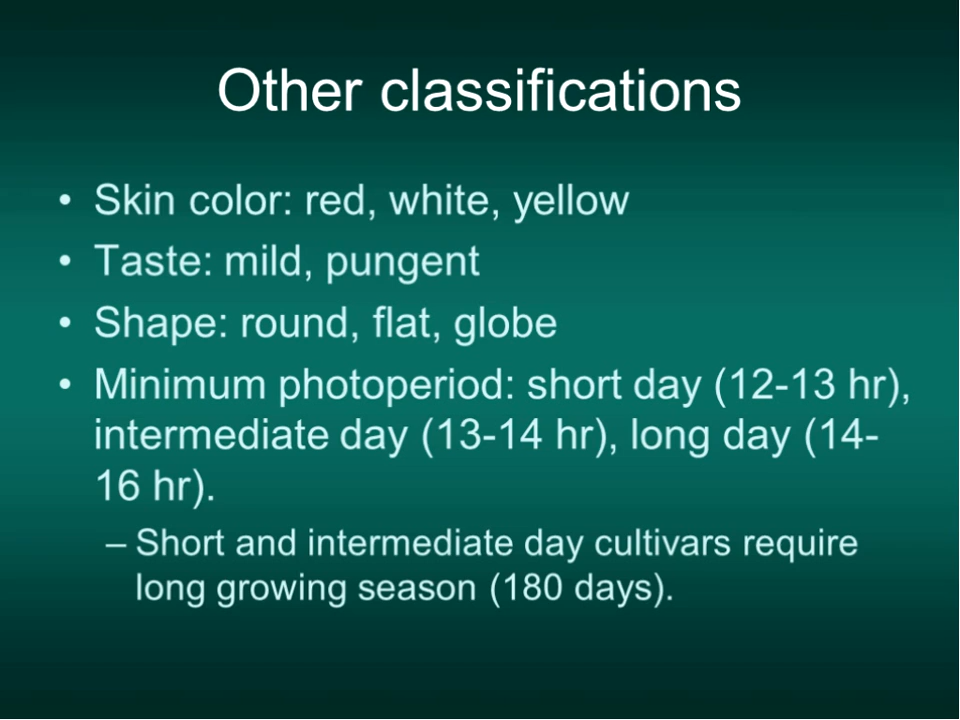 Other classifications
• Skin color: red, white, yellow
• Taste: mild, pungent
• Shape: round, flat, globe
• Minimum photoperiod: short day (12-13 hr),
intermediate day (13-14 hr), long day (14-
16 hr).
– Short and intermediate day cultivars require
long growing season (180 days).